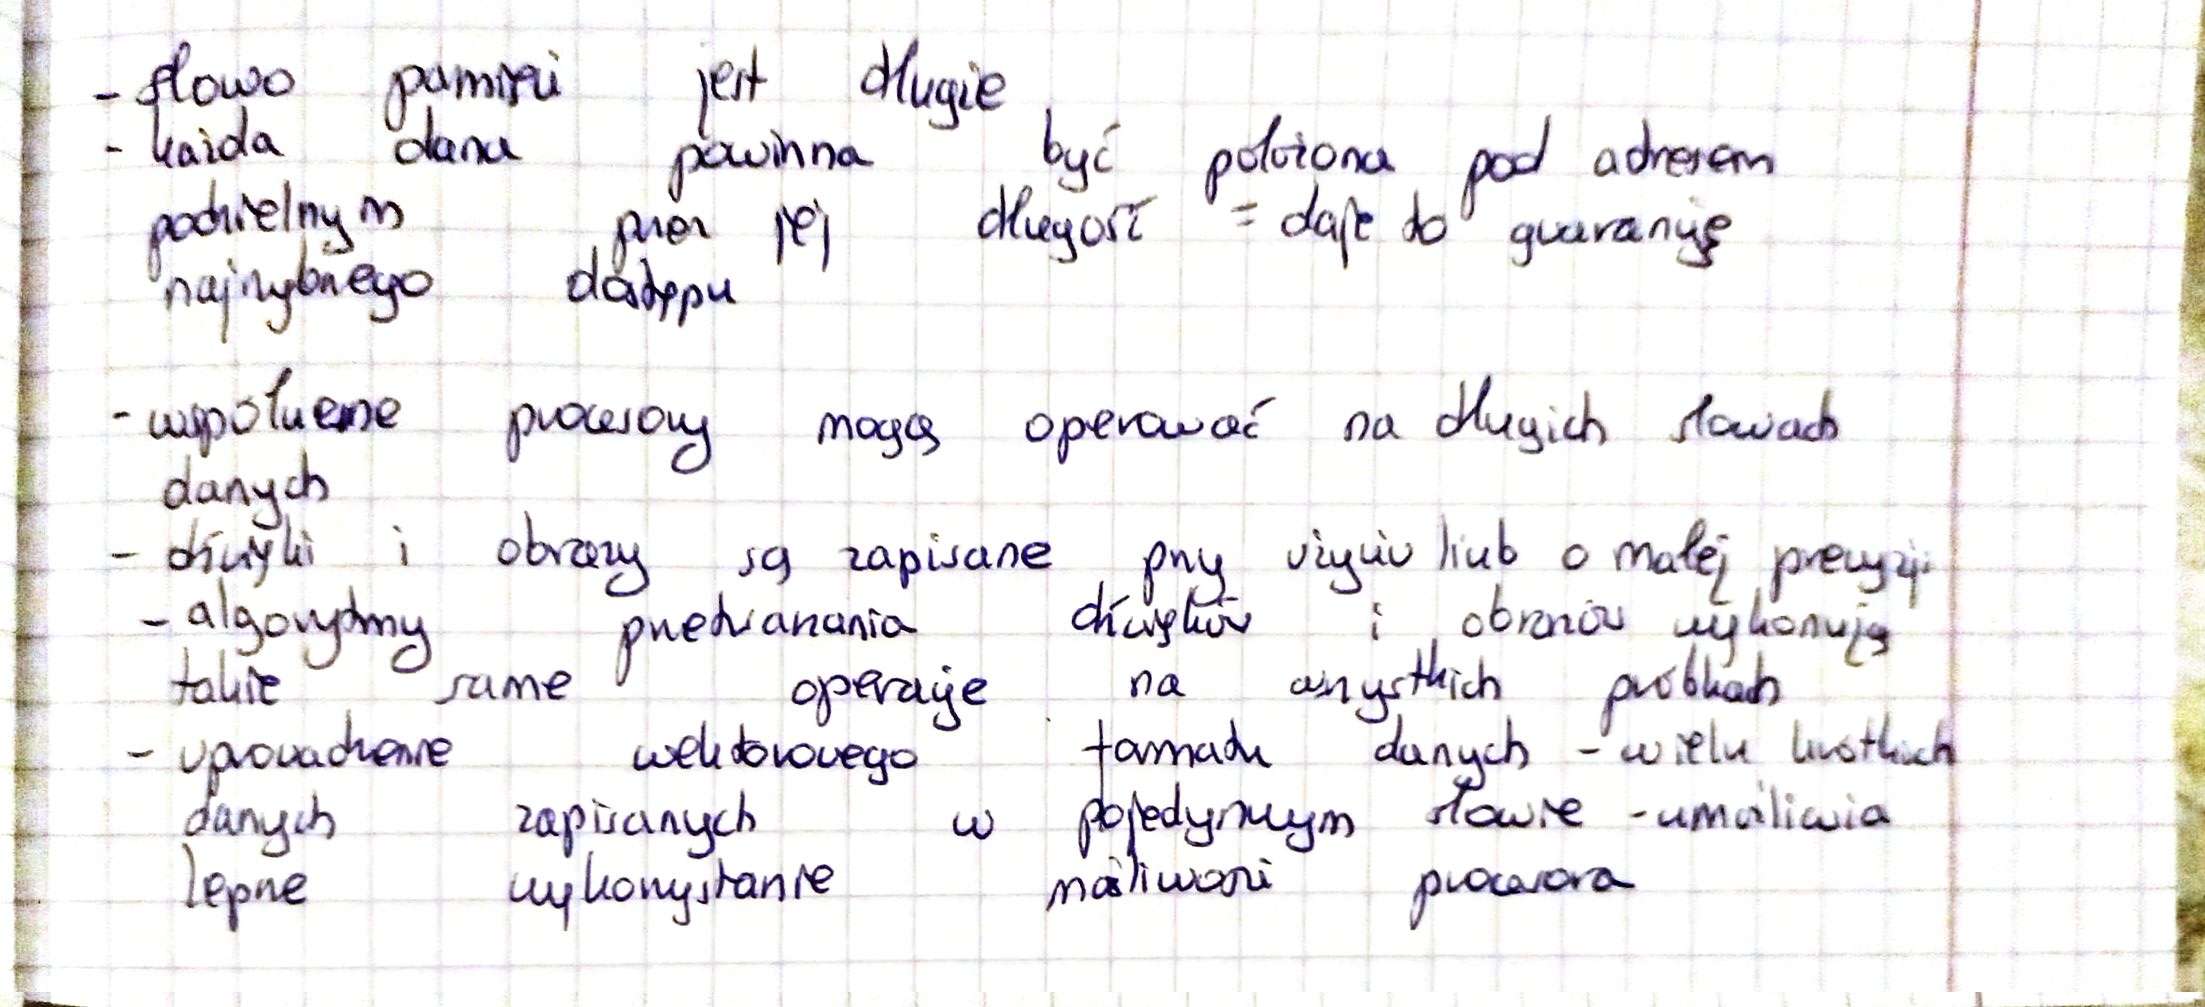 - słowo pamięci jest długie
- każda dana powinna być położona pod adresem
podzielnym przez jej długość = daje to gwarancję
najszybszego dostępu
- współczesne procesory mogą operować na długich słowach
danych
- dźwięki i obrazy są zapisane przy użyciu liczb o małej precyzji
- algorytmy przetwarzania dźwięków i obrazów wykonują
takie same operacje na wszystkich próbkach
- wprowadzenie wektorowego formatu danych - wielu krótkich
danych zapisanych w pojedynczym słowie - umożliwia
lepsze wykorzystanie możliwości procesora